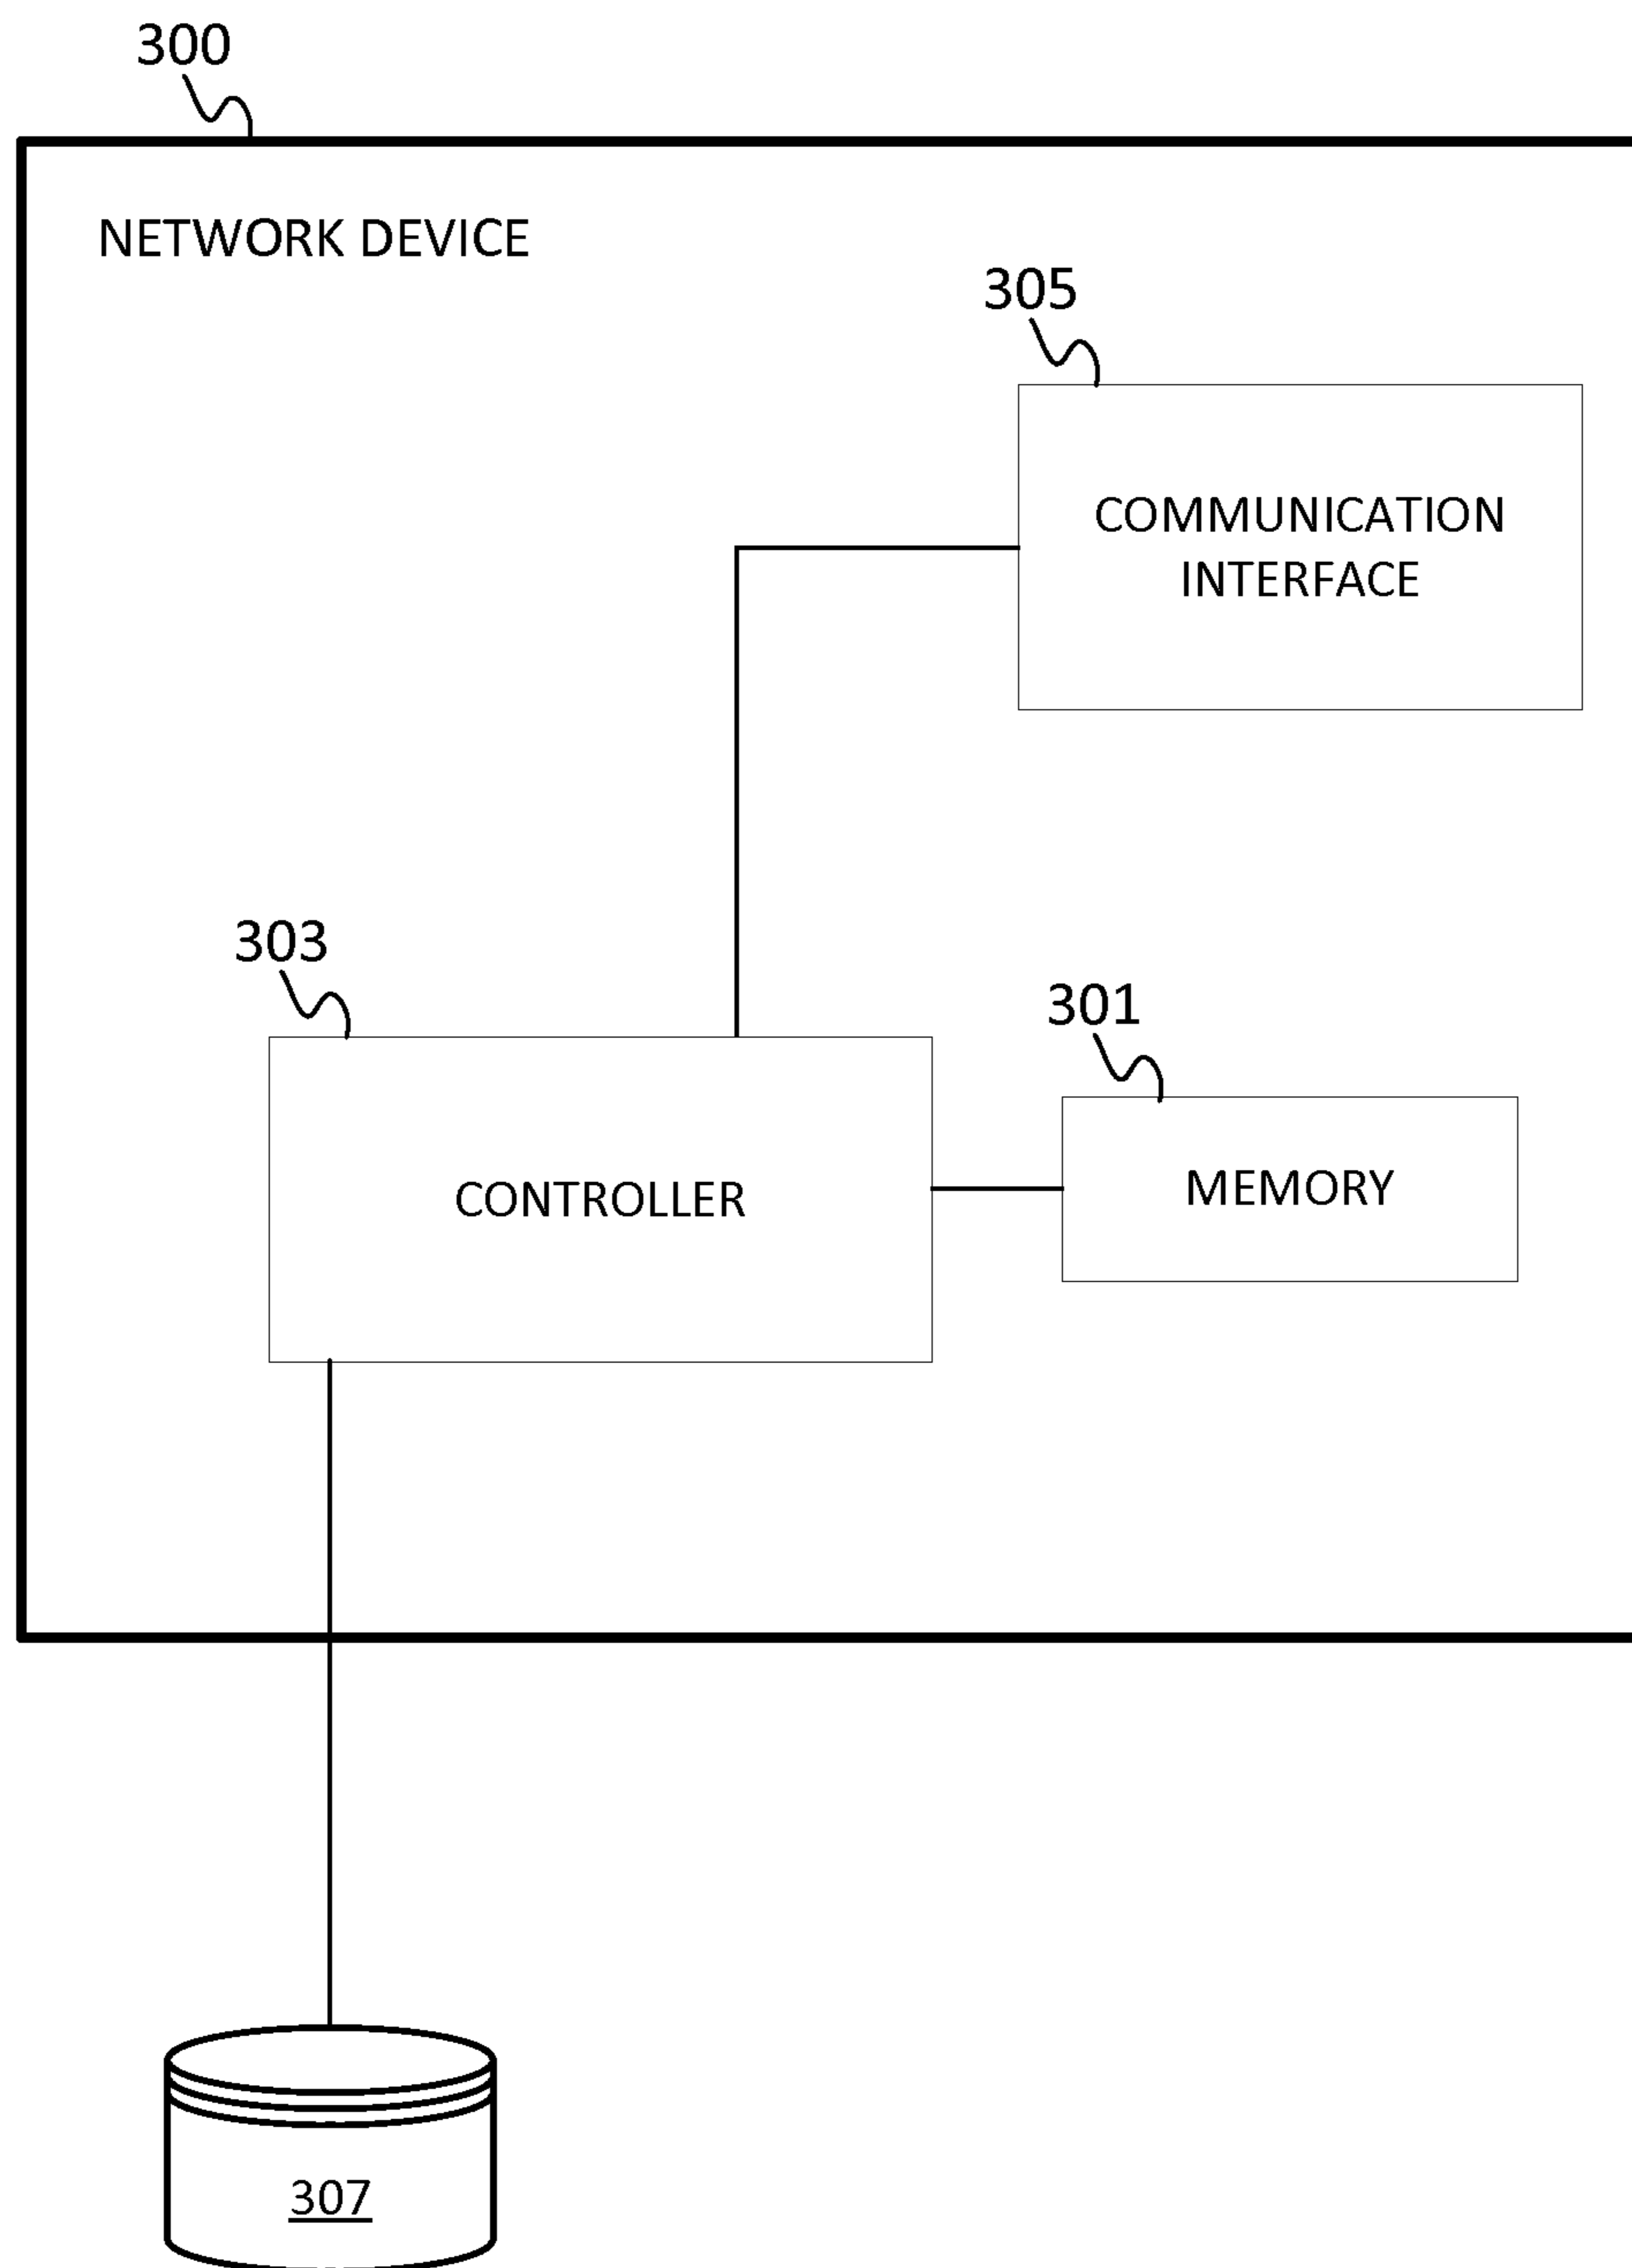 300
NETWORK DEVICE
305
COMMUNICATION
INTERFACE
303
301
CONTROLLER
MEMORY
307